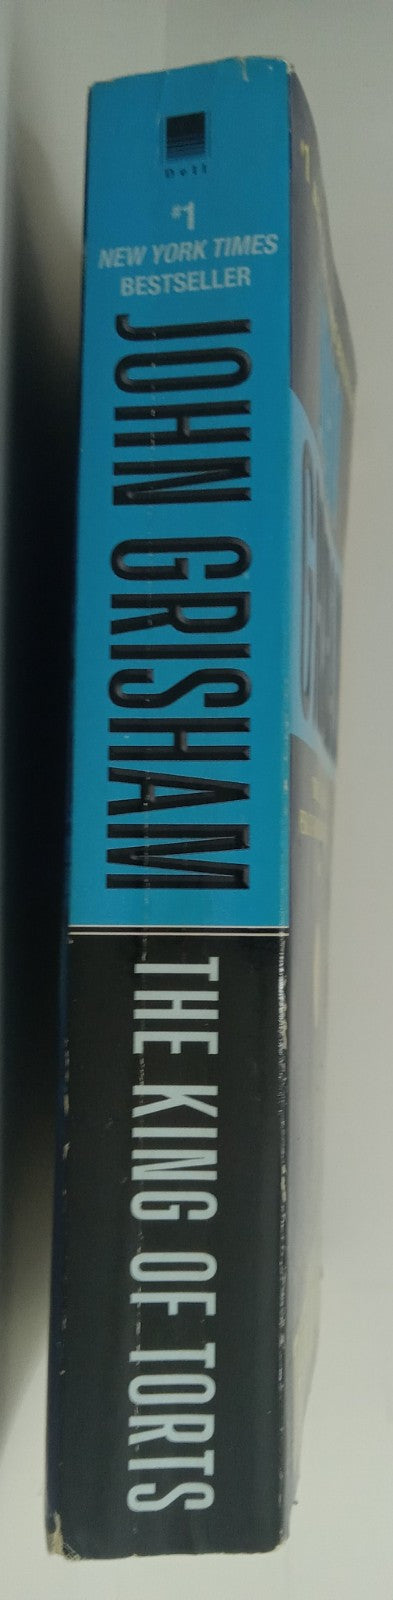 Dell
#1
NEW YORK TIMES
BESTSELLER
JOHN GRISHAM
THE KING OF TORTS